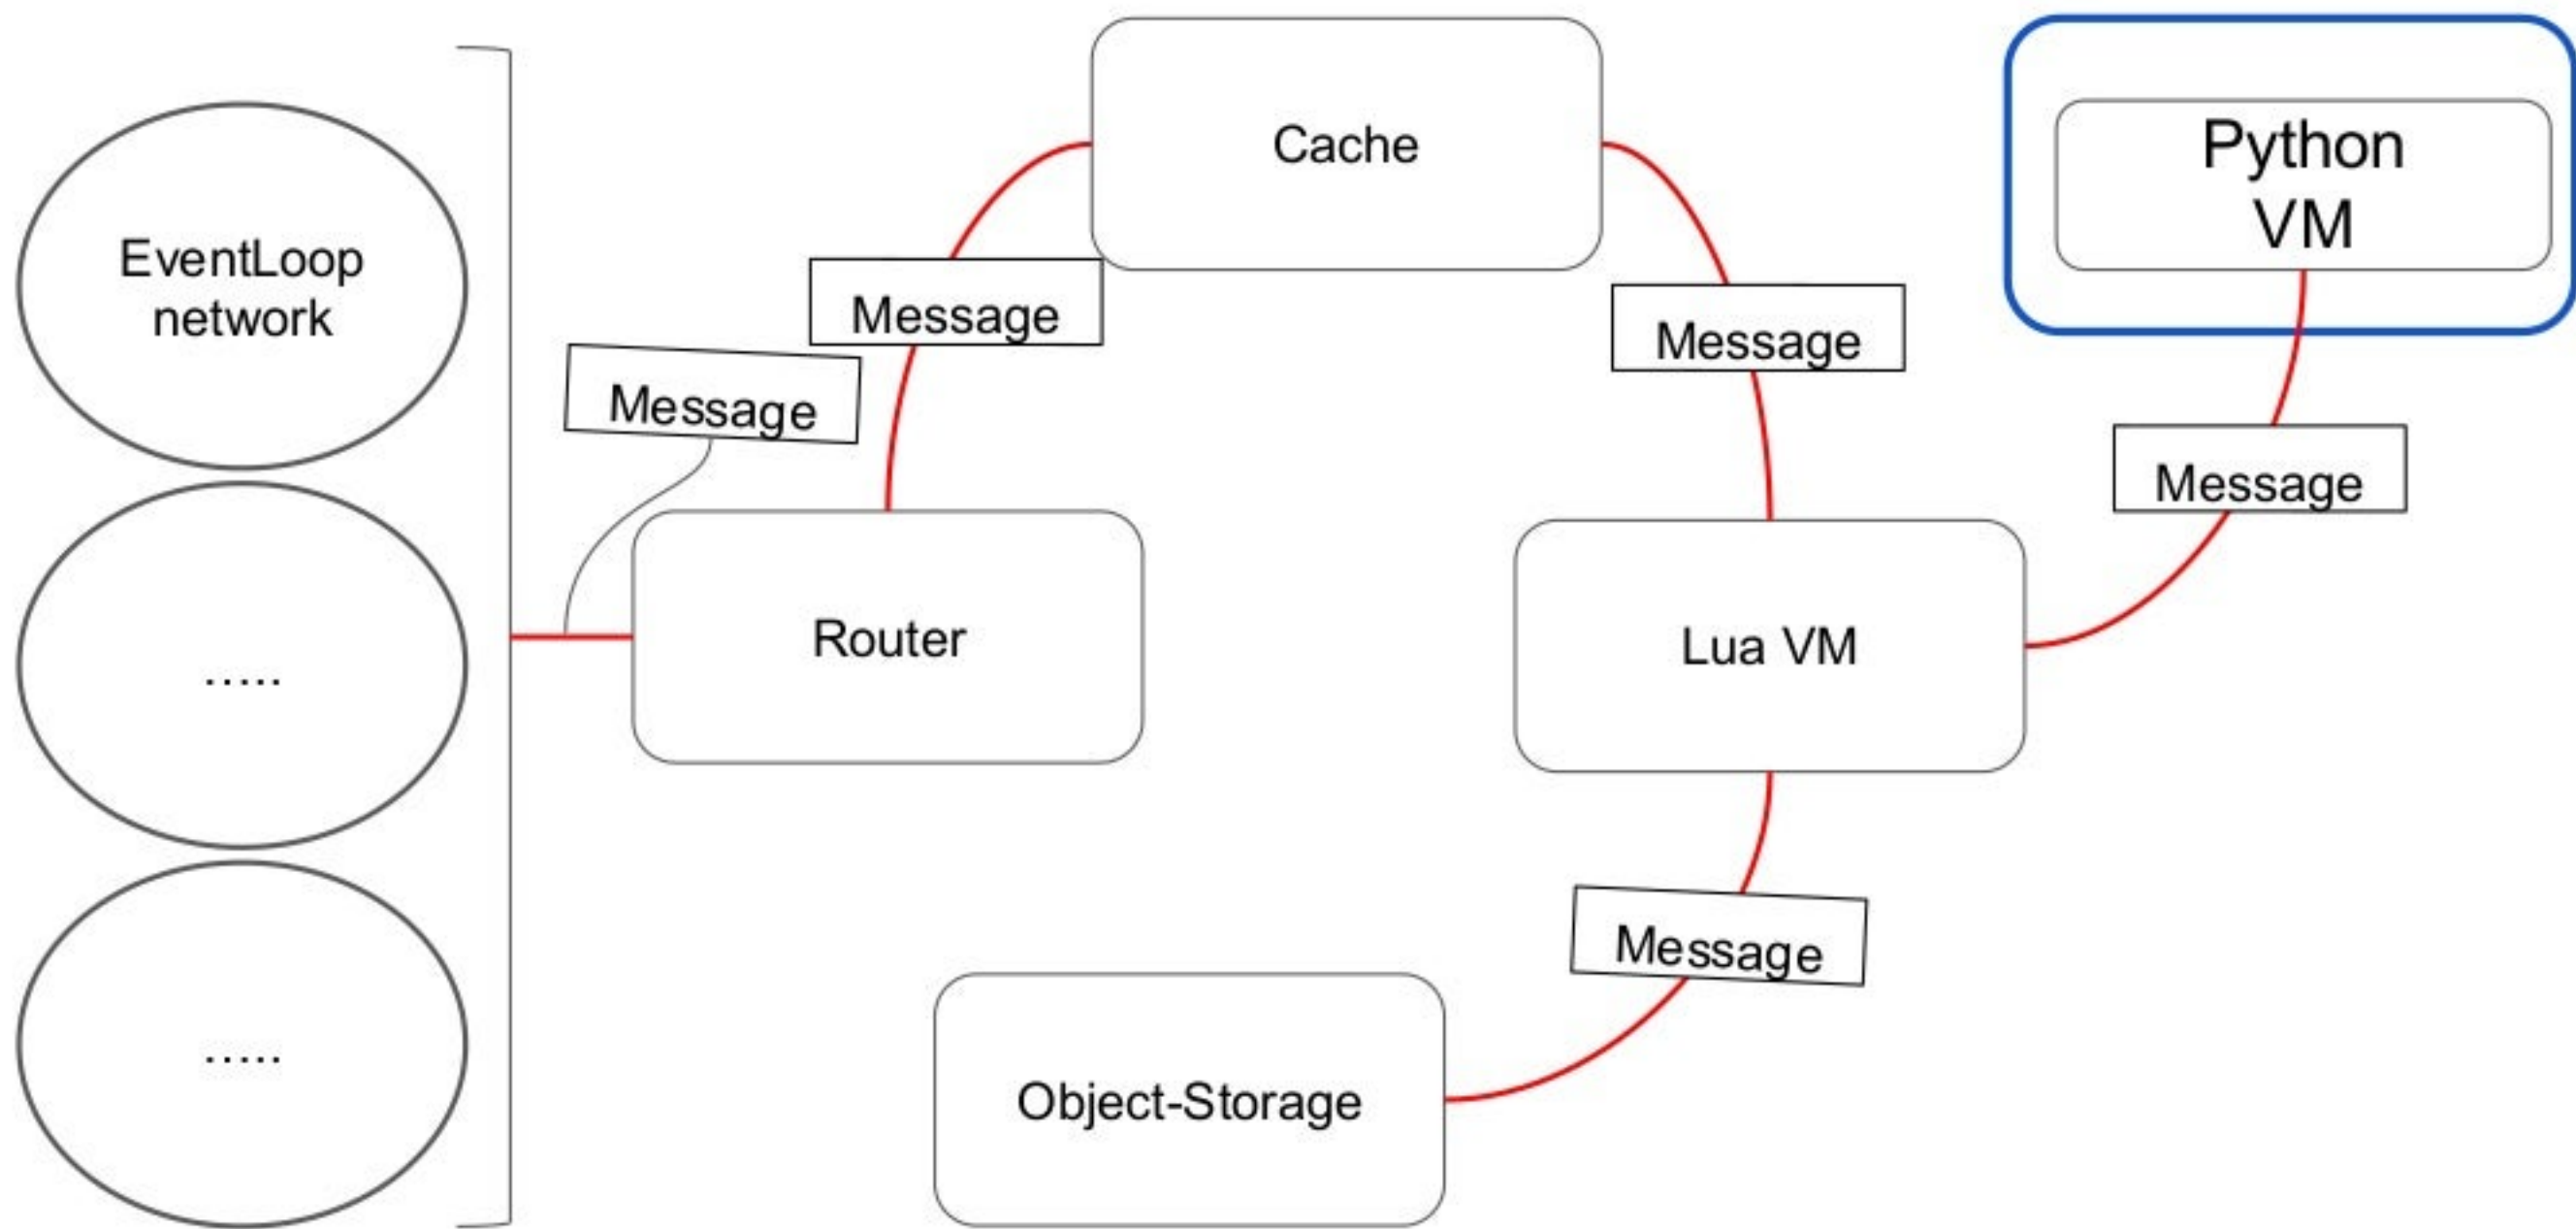 EventLoop
network
.....
.....
Message
Message
Cache
Message
Python
VM
Message
Router
Lua VM
Message
Object-Storage